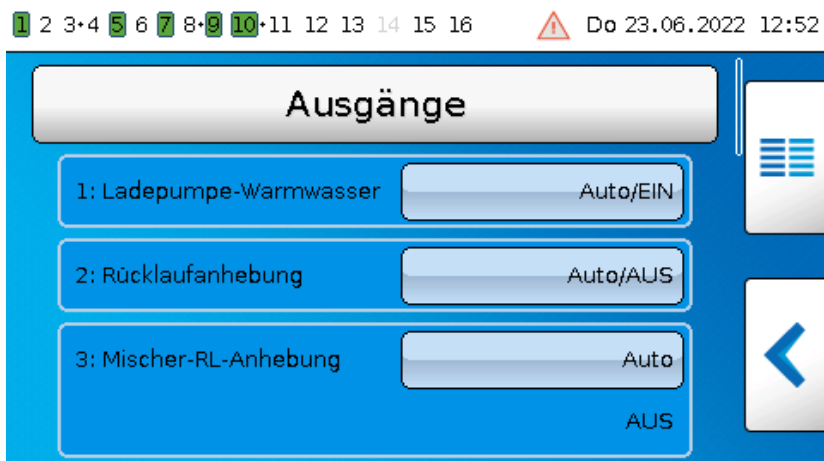 1 2 3+4 5 6 7 8+9 10+11 12 13 14 15 16 Do 23.06.2022 12:52
Ausgänge
1: Ladepumpe-Warmwasser Auto/EIN
2: Rücklaufanhebung Auto/AUS
3: Mischer-RL-Anhebung Auto
AUS